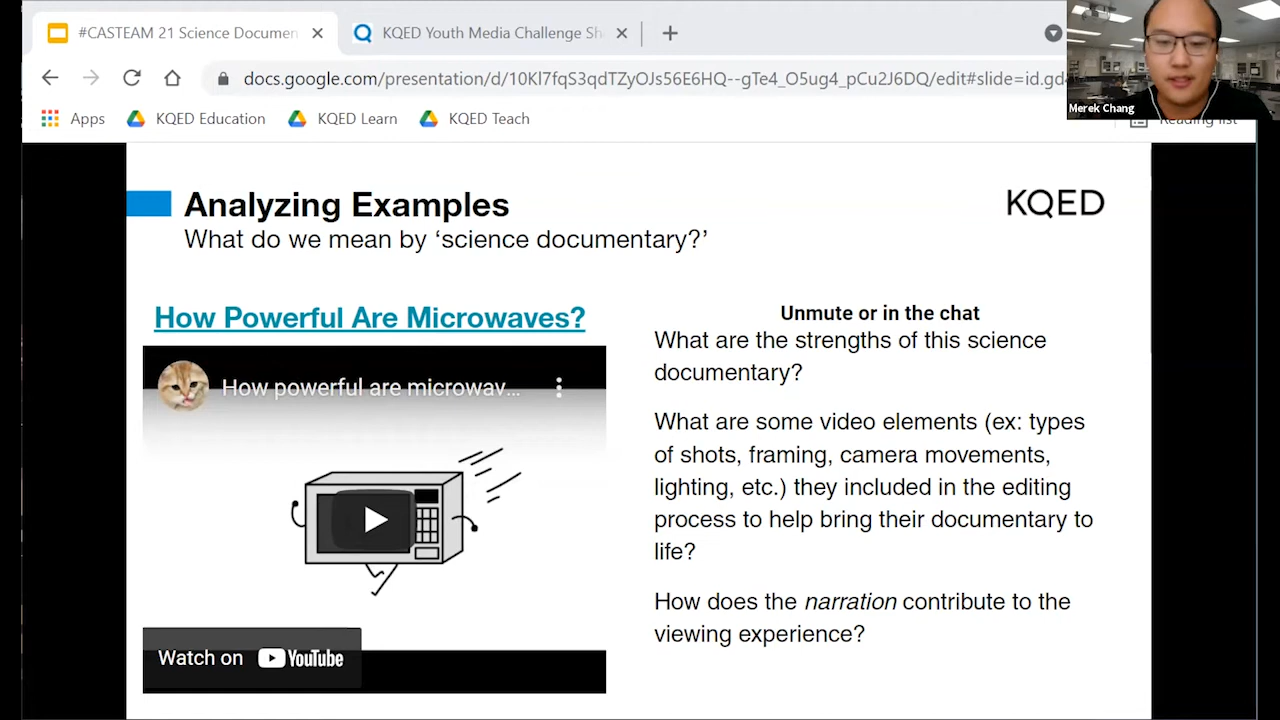 #CASTEAM 21 Science Documen
KQED Youth Media Challenge Sh
docs.google.com/presentation/d/10Kl7fqS3qdTZyOJs56E6HQ--gTe4_O5ug4_pCu2J6DQ/edit#slide=id.gd
Merek Chang
Apps
KQED Education
KQED Learn
KQED Teach
Reading list
Analyzing Examples
KQED
What do we mean by ‘science documentary?’
How Powerful Are Microwaves?
How powerful are microwav...
Watch on YouTube
Unmute or in the chat
What are the strengths of this science
documentary?
What are some video elements (ex: types
of shots, framing, camera movements,
lighting, etc.) they included in the editing
process to help bring their documentary to
life?
How does the narration contribute to the
viewing experience?